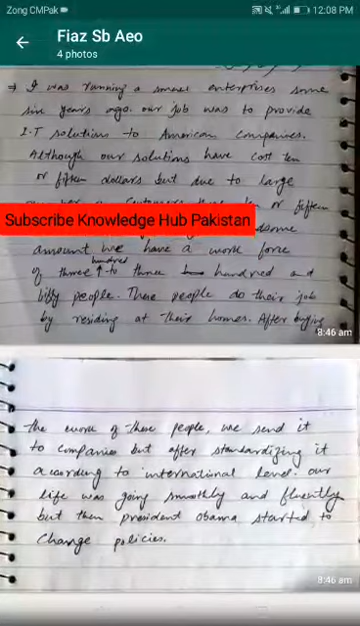 Zong CMPak
12:08 PM
Fiaz Sb Aeo
4 photos
⇒ I was running a small enterprises some
six years ago. our job was to provide
I.T solutions to American companies.
Although our solutions have cost ten
or fifteen dollars but due to large
or fifteen
Subscribe Knowledge Hub Pakistan
amount we have a work force
of three hundred to three hundred and
fifty people. These people do their job
by residing at their homes. After buying
8:46 am
the work of these people, we send it
to companies but after standardizing it
according to international level. our
life was going smoothly and fluently
but then president obama started to
change policies.
8:46 am